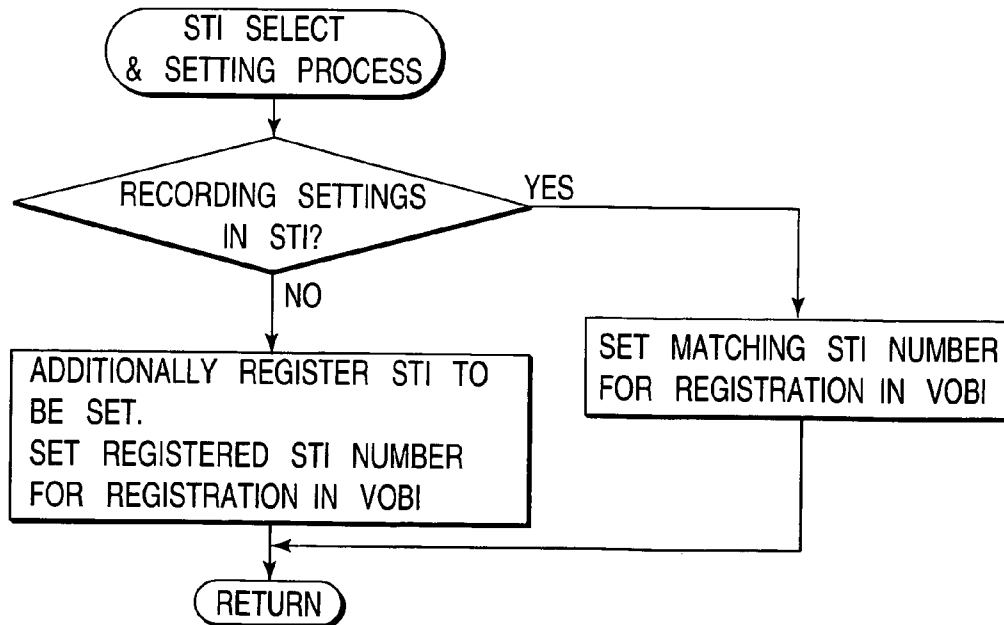 STI SELECT
& SETTING PROCESS
RECORDING SETTINGS
IN STI?
YES
NO
SET MATCHING STI NUMBER
FOR REGISTRATION IN VOBI
ADDITIONALLY REGISTER STI TO
BE SET.
SET REGISTERED STI NUMBER
FOR REGISTRATION IN VOBI
RETURN